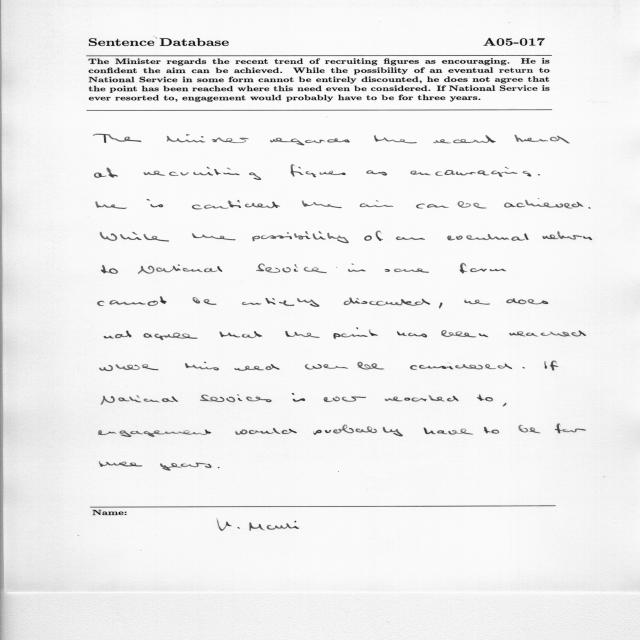 Sentence Database A05-017
The Minister regards the recent trend of recruiting figures as encouraging. He is
confident the aim can be achieved. While the possibility of an eventual return to
National Service in some form cannot be entirely discounted, he does not agree that
the point has been reached where this need even be considered. If National Service is
ever resorted to, engagement would probably have to be for three years.
The Minister regards the recent trend
of recruiting figures as encouraging.
He is confident the aim can be achieved.
While the possibility of an eventual return
to National Service in some form
cannot be entirely discounted, he does
not agree that the point has been reached
where this need even be considered. If
National Services is ever resorted to,
engagement would probably have to be for
three years.
Name:
V.